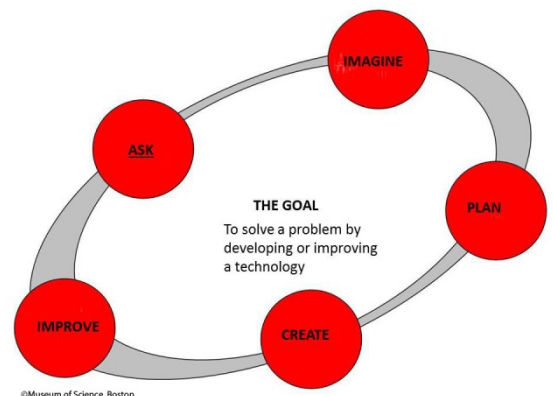 IMAGINE
ASK
PLAN
THE GOAL
To solve a problem by
developing or improving
a technology
IMPROVE
CREATE
©Museum of Science, Boston